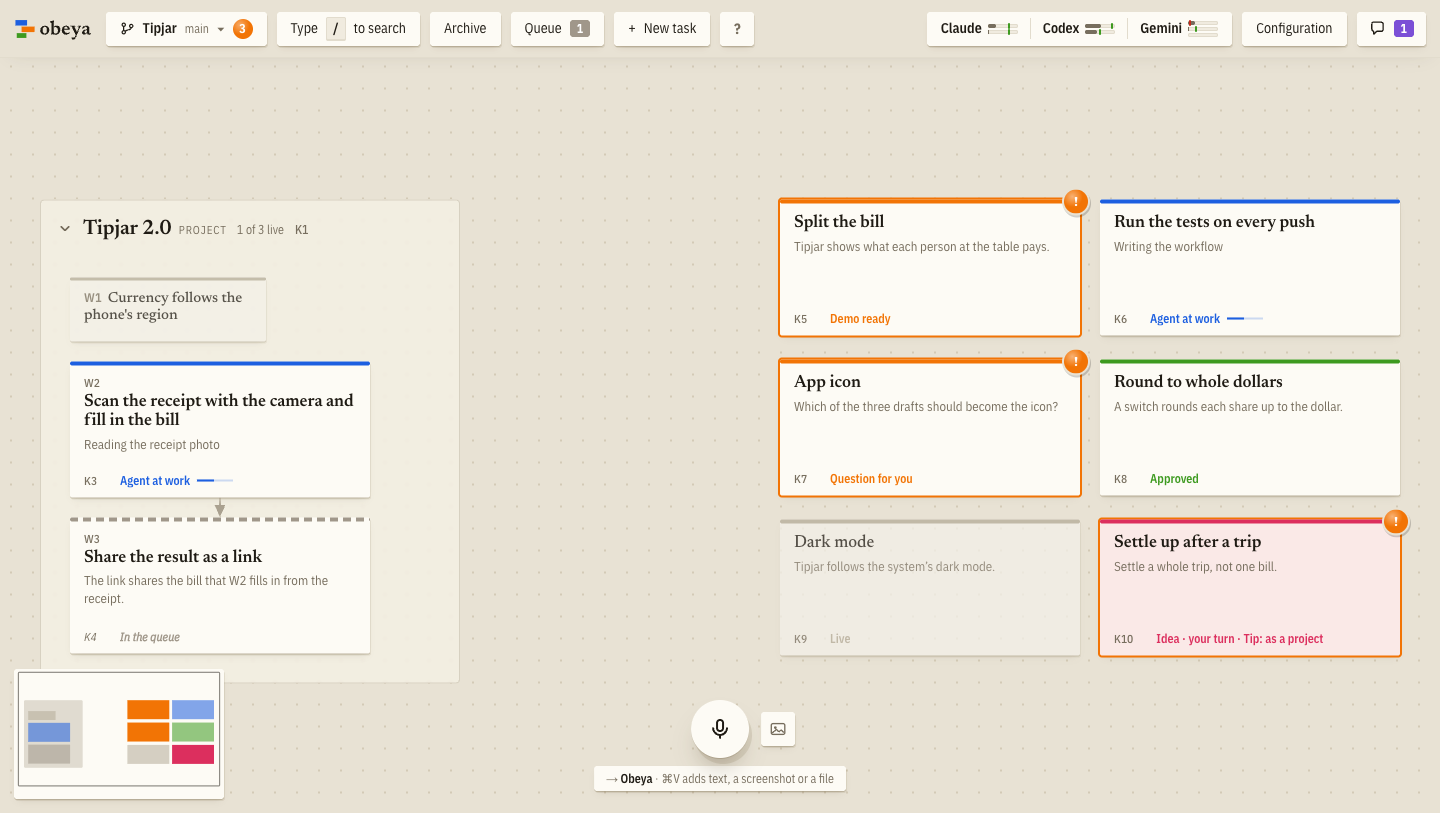 obeya
Tipjar main 3
Type / to search
Archive
Queue 1
+ New task
?
Claude
Codex
Gemini
Configuration
1
Tipjar 2.0 PROJECT 1 of 3 live K1
W1 Currency follows the
phone's region
W2
Scan the receipt with the camera and
fill in the bill
Reading the receipt photo
K3 Agent at work
W3
Share the result as a link
The link shares the bill that W2 fills in from the
receipt.
K4 In the queue
!
Split the bill
Tipjar shows what each person at the table pays.
K5 Demo ready
Run the tests on every push
Writing the workflow
K6 Agent at work
!
App icon
Which of the three drafts should become the icon?
K7 Question for you
Round to whole dollars
A switch rounds each share up to the dollar.
K8 Approved
Dark mode
Tipjar follows the system's dark mode.
K9 Live
!
Settle up after a trip
Settle a whole trip, not one bill.
K10 Idea · your turn · Tip: as a project
→ Obeya · ⌘V adds text, a screenshot or a file